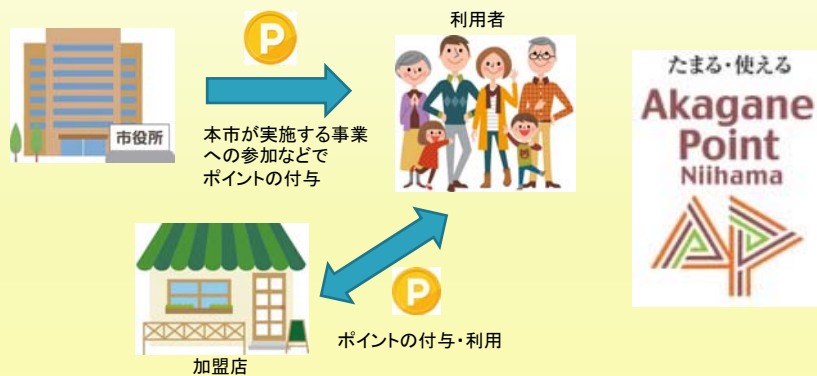 利用者
P
市役所
本市が実施する事業
への参加などで
ポイントの付与
たまる・使える
Akagane
Point
Niihama
AP
P
ポイントの付与・利用
加盟店